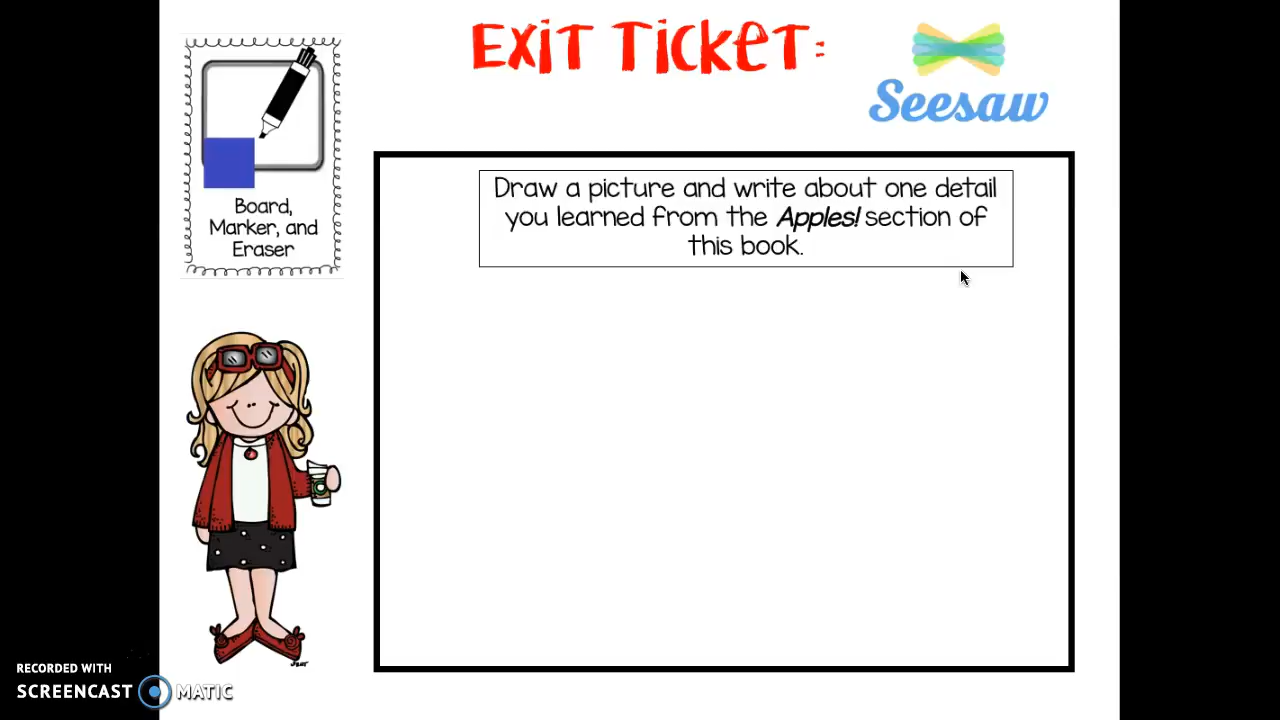 Exit Ticket:
Seesaw
Board,
Marker, and
Eraser
Draw a picture and write about one detail
you learned from the Apples! section of
this book.
RECORDED WITH
SCREENCAST MATIC